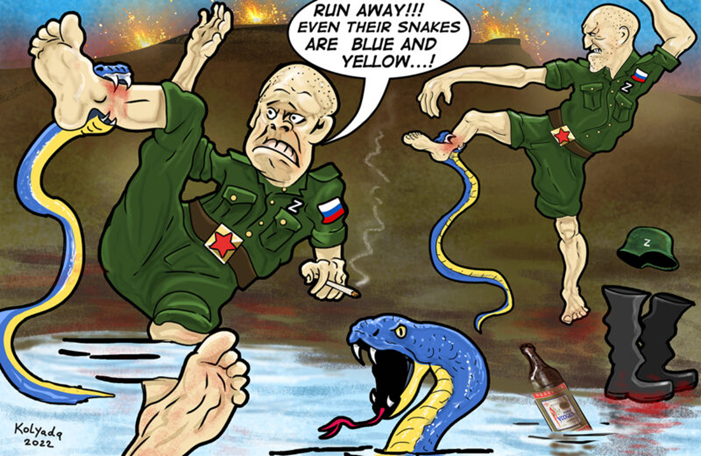 RUN AWAY!!!
EVEN THEIR SNAKES
ARE BLUE AND
YELLOW...!
Z
Z
Z
Kolyada
2022